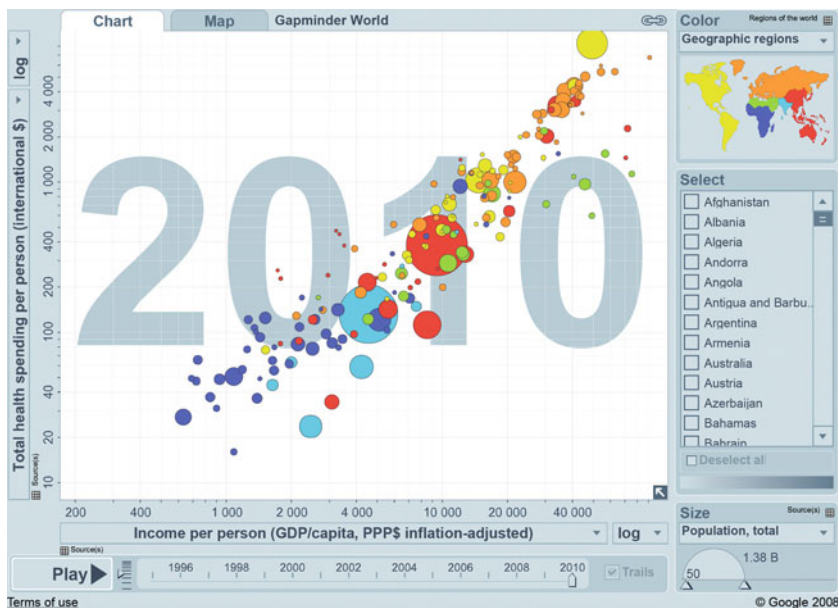 Chart Map Gapminder World
Color Regions of the world
Geographic regions
log
Total health spending per person (international $)
Source(s)
4 000
2 000
1 000
400
200
100
40
20
10
2010
200 400 1 000 2 000 4 000 10 000 20 000 40 000
Income per person (GDP/capita, PPP$ inflation-adjusted) log
Source(s)
Select
Afghanistan
Albania
Algeria
Andorra
Angola
Antigua and Barbu..
Argentina
Armenia
Australia
Austria
Azerbaijan
Bahamas
Bahrain
Deselect all
Size Source(s)
Population, total
1.38 B
50
Play 1996 1998 2000 2002 2004 2006 2008 2010 Trails
Terms of use © Google 2008